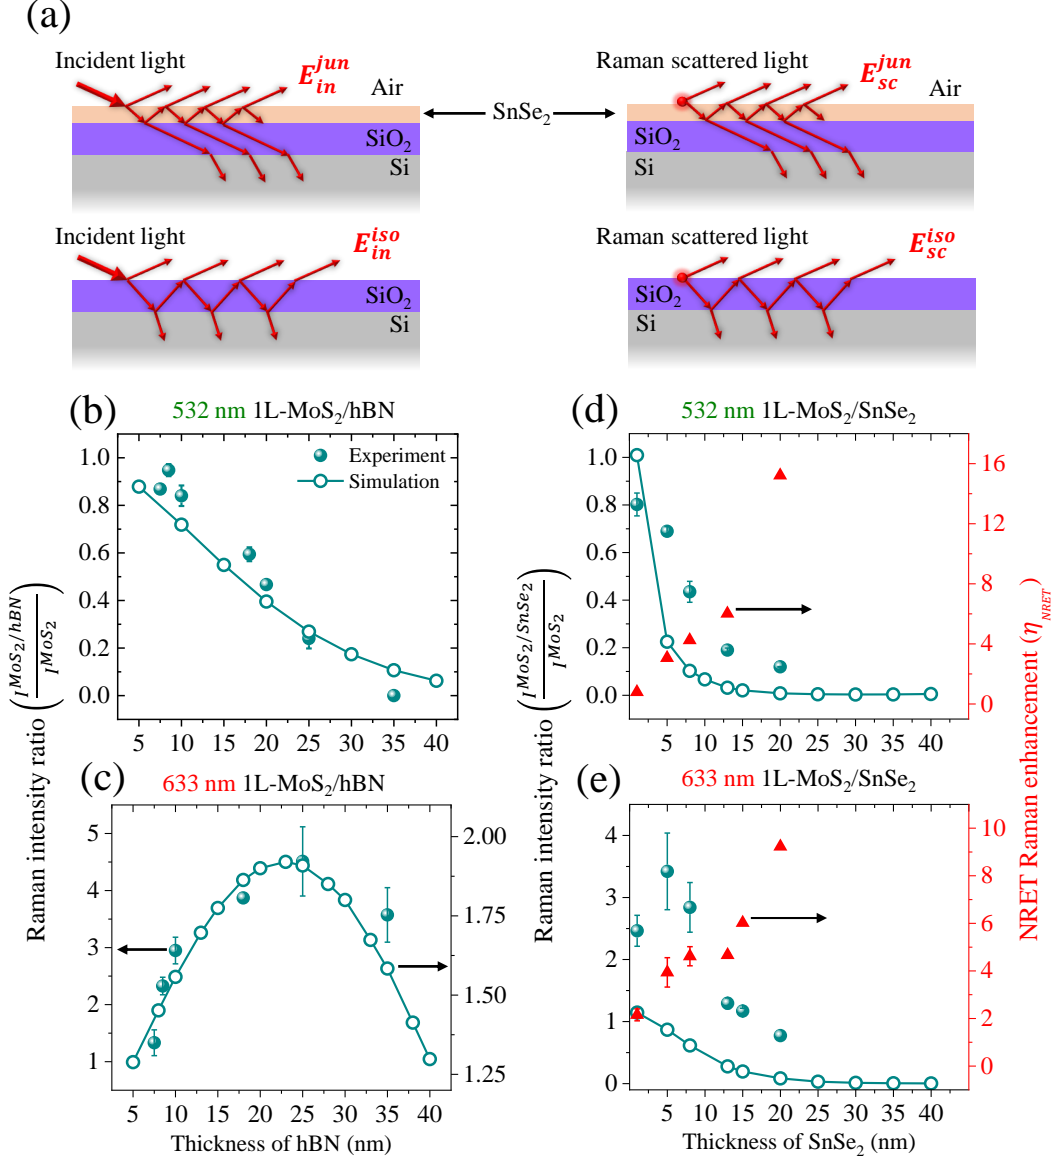 (a)
Incident light
E_in^jun
Air
SnSe2
SiO2
Si
Raman scattered light
E_sc^jun
Air
SiO2
Si
Incident light
E_in^iso
SiO2
Si
Raman scattered light
E_sc^iso
SiO2
Si
(b)
532 nm 1L-MoS2/hBN
Experiment
Simulation
1.0
0.8
0.6
0.4
0.2
0.0
5 10 15 20 25 30 35 40
(c)
633 nm 1L-MoS2/hBN
5
4
3
2
1
2.00
1.75
1.50
1.25
5 10 15 20 25 30 35 40
Thickness of hBN (nm)
Raman intensity ratio (I^MoS2/hBN / I^MoS2)
(d)
532 nm 1L-MoS2/SnSe2
1.0
0.8
0.6
0.4
0.2
0.0
16
12
8
4
0
5 10 15 20 25 30 35 40
(e)
633 nm 1L-MoS2/SnSe2
4
3
2
1
0
10
8
6
4
2
0
5 10 15 20 25 30 35 40
Thickness of SnSe2 (nm)
Raman intensity ratio (I^MoS2/SnSe2 / I^MoS2)
NRET Raman enhancement (η_NRET)